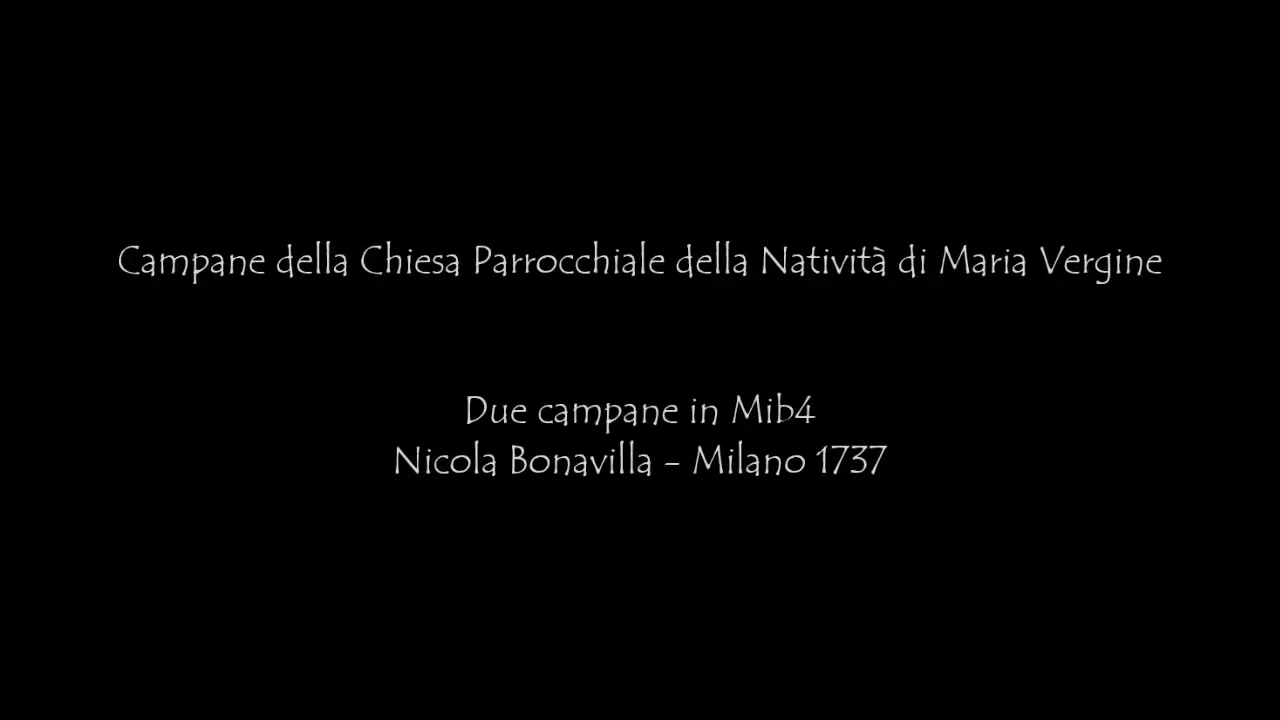 Campane della Chiesa Parrocchiale della Natività di Maria Vergine
Due campane in Mib4
Nicola Bonavilla - Milano 1737